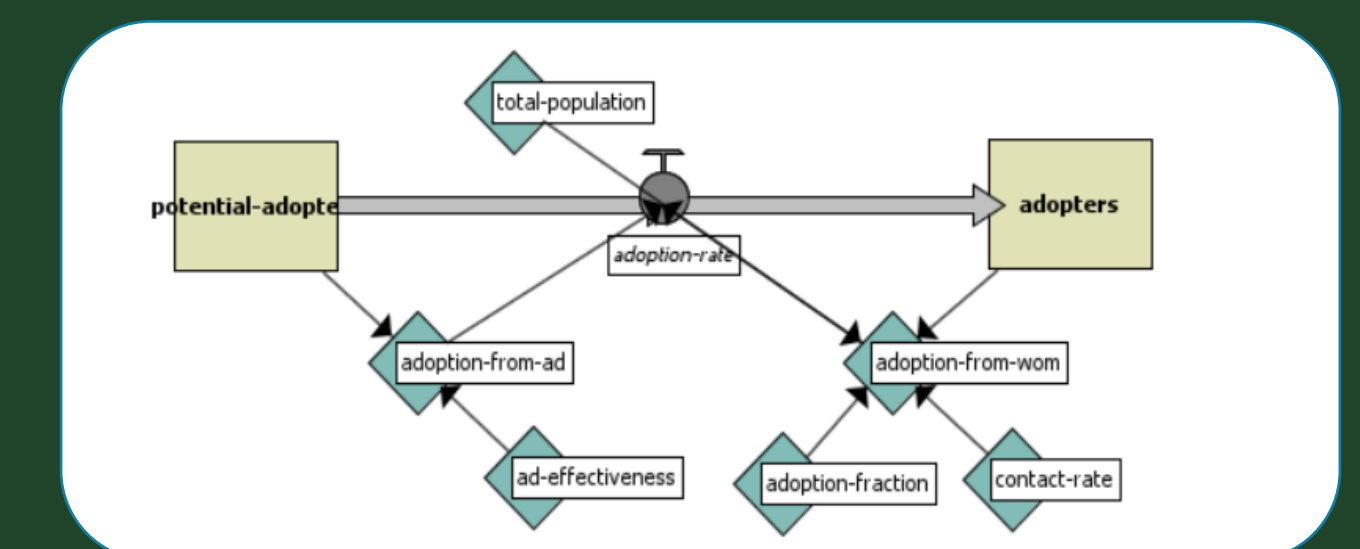 total-population
potential-adopte
adopters
adoption-rate
adoption-from-ad
adoption-from-wom
ad-effectiveness
adoption-fraction
contact-rate